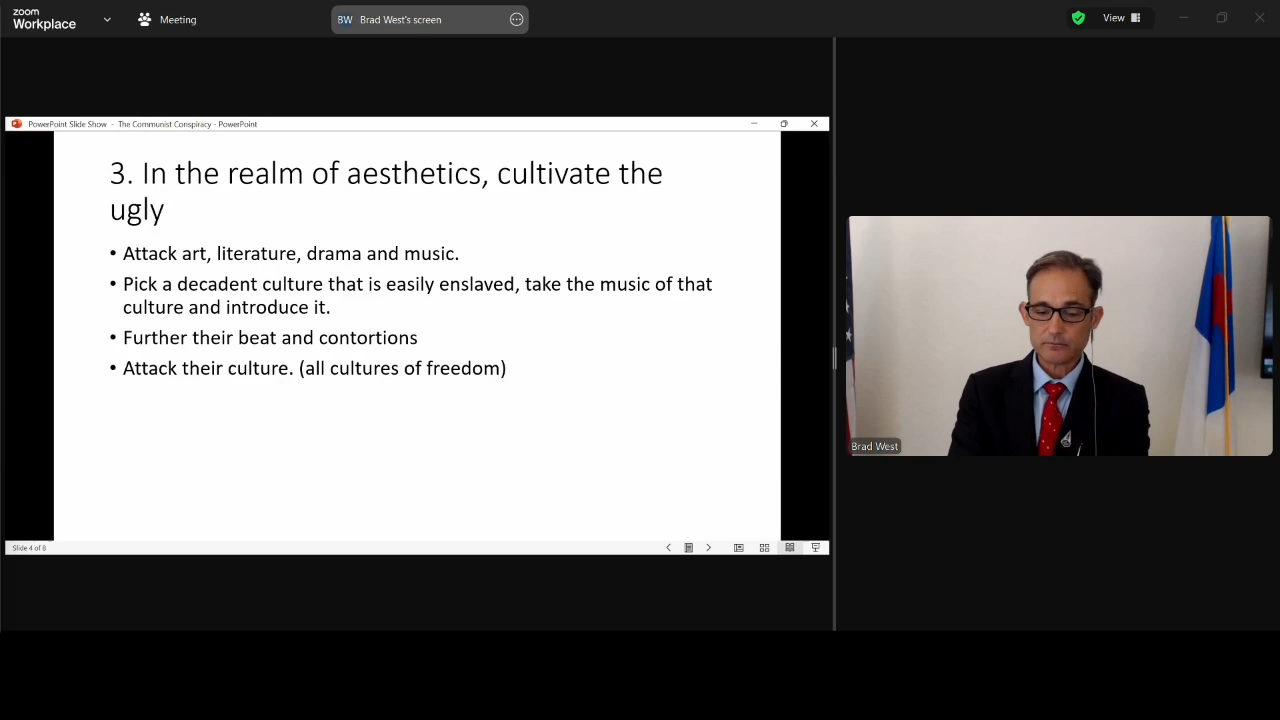 zoom
Workplace
Meeting
BW Brad West's screen
View
PowerPoint Slide Show - The Communist Conspiracy - PowerPoint
3. In the realm of aesthetics, cultivate the
ugly
• Attack art, literature, drama and music.
• Pick a decadent culture that is easily enslaved, take the music of that
culture and introduce it.
• Further their beat and contortions
• Attack their culture. (all cultures of freedom)
Brad West
Slide 4 of 8